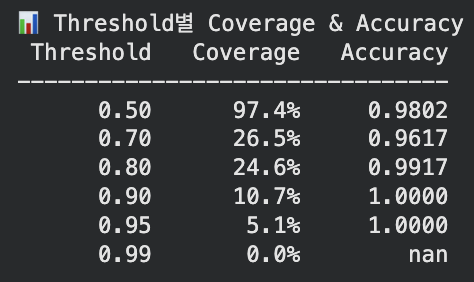 📊 Threshold별 Coverage & Accuracy
Threshold Coverage Accuracy
-----------------------------------
0.50 97.4% 0.9802
0.70 26.5% 0.9617
0.80 24.6% 0.9917
0.90 10.7% 1.0000
0.95 5.1% 1.0000
0.99 0.0% nan